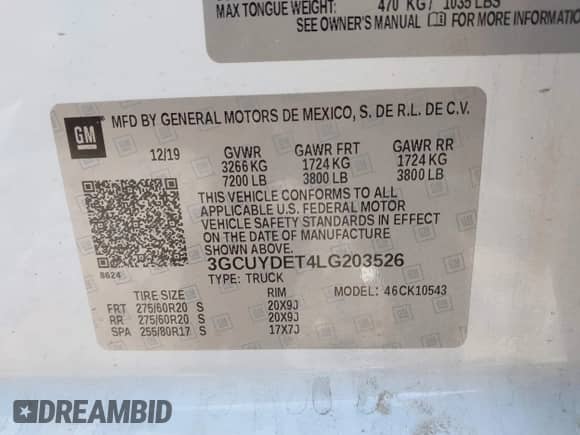 MAX TONGUE WEIGHT: 470 KG / 1035 LBS
SEE OWNER'S MANUAL FOR MORE INFORMATION
GM
MFD BY GENERAL MOTORS DE MEXICO, S. DE R.L. DE C.V.
12/19 GVWR GAWR FRT GAWR RR
3266 KG 1724 KG 1724 KG
7200 LB 3800 LB 3800 LB
THIS VEHICLE CONFORMS TO ALL
APPLICABLE U.S. FEDERAL MOTOR
VEHICLE SAFETY STANDARDS IN EFFECT
ON THE DATE OF MANUFACTURE
SHOWN ABOVE.
8624
3GCUYDET4LG203526
TYPE: TRUCK
TIRE SIZE RIM MODEL: 46CK10543
FRT 275/60R20 S 20X9J
RR 275/60R20 S 20X9J
SPA 255/80R17 S 17X7J
DREAMBID